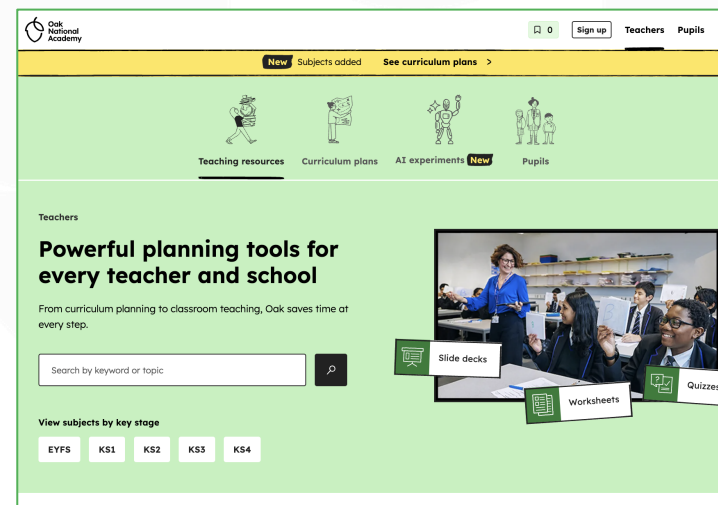 Oak
National
Academy
0
Sign up
Teachers
Pupils
New Subjects added See curriculum plans >
Teaching resources
Curriculum plans
AI experiments New
Pupils
Teachers
Powerful planning tools for
every teacher and school
From curriculum planning to classroom teaching, Oak saves time at
every step.
Search by keyword or topic
View subjects by key stage
EYFS
KS1
KS2
KS3
KS4
Slide decks
Worksheets
Quizzes